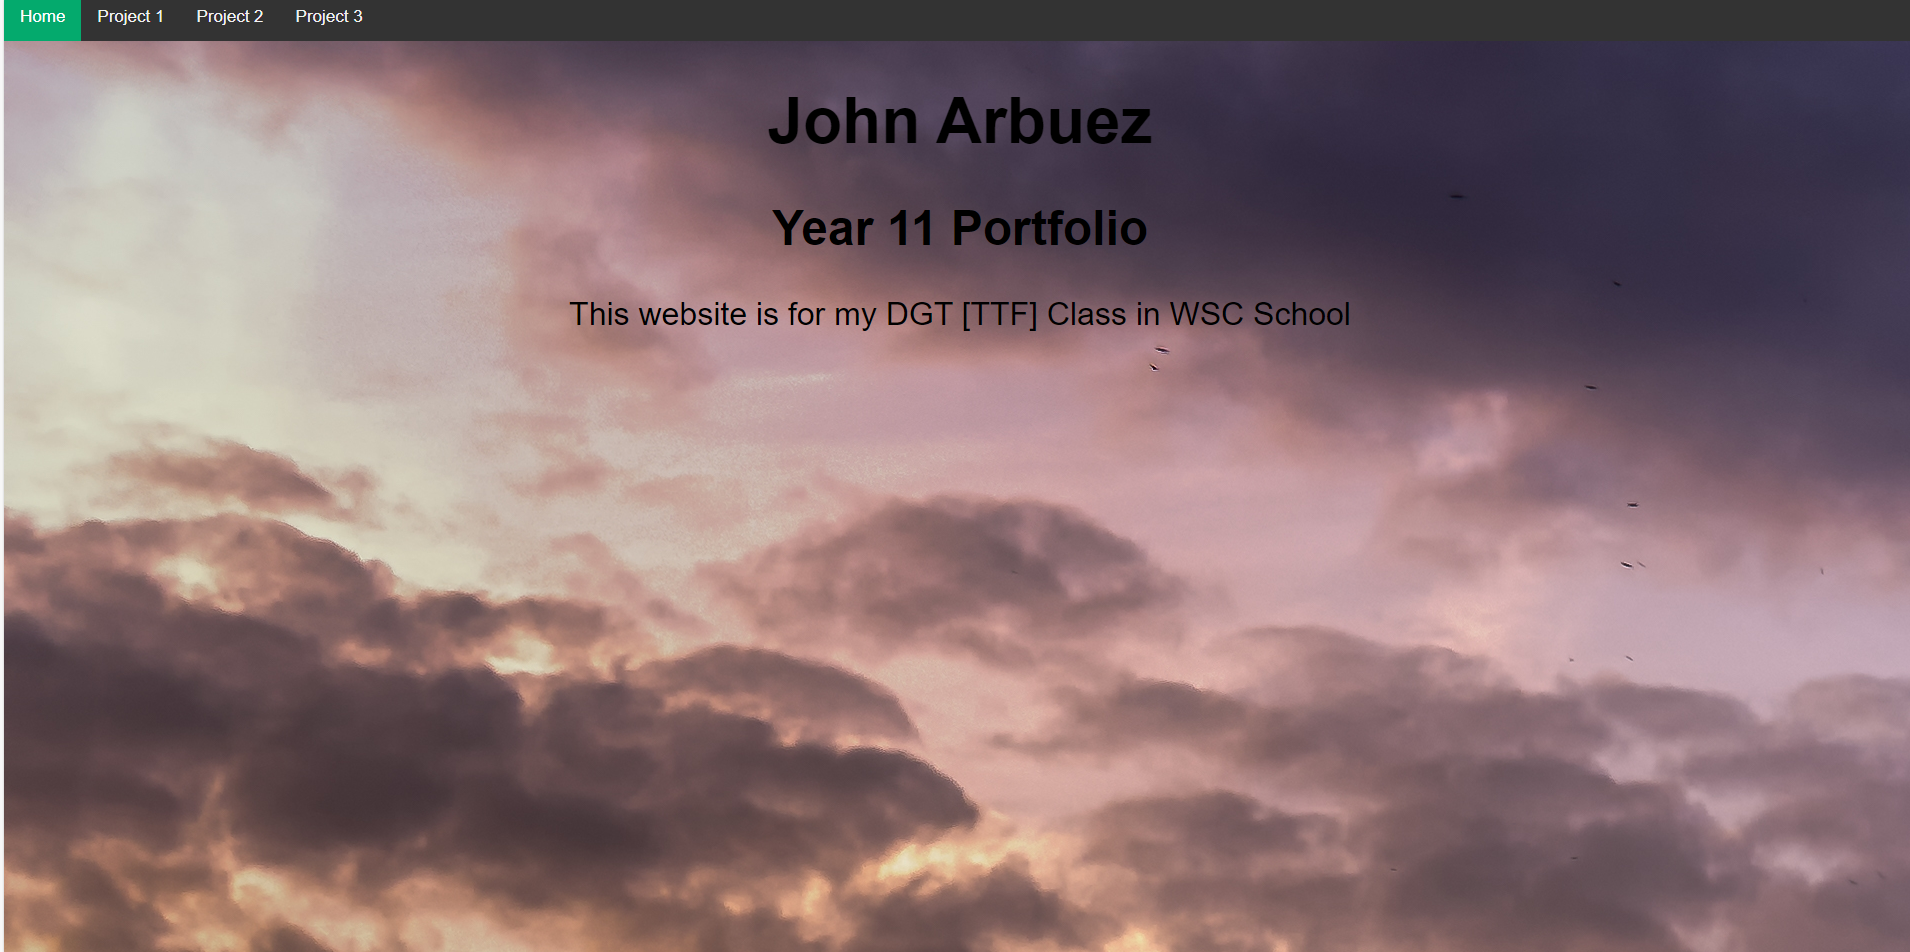 Home Project 1 Project 2 Project 3
John Arbuez
Year 11 Portfolio
This website is for my DGT [TTF] Class in WSC School